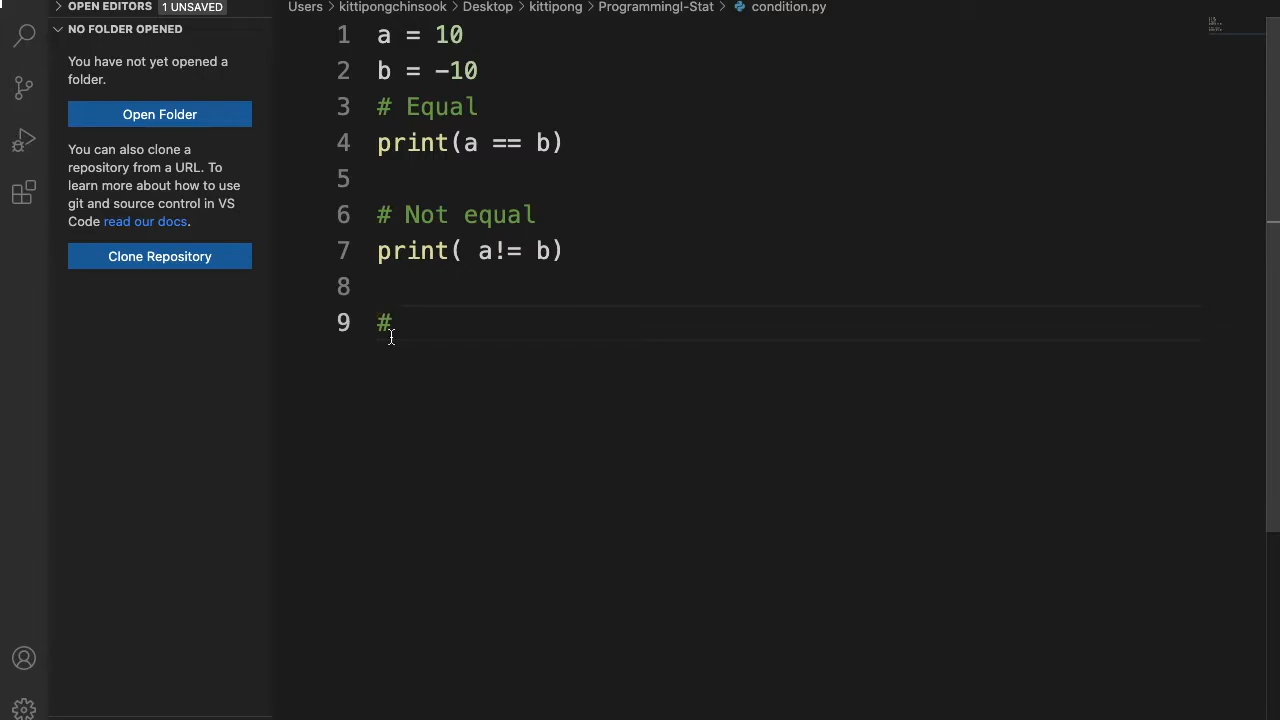 OPEN EDITORS 1 UNSAVED
Users > kittipongchinsook > Desktop > kittipong > ProgrammingI-Stat > condition.py
NO FOLDER OPENED
You have not yet opened a
folder.
Open Folder
You can also clone a
repository from a URL. To
learn more about how to use
git and source control in VS
Code read our docs.
Clone Repository
1 a = 10
2 b = -10
3 # Equal
4 print(a == b)
5
6 # Not equal
7 print( a!= b)
8
9 #